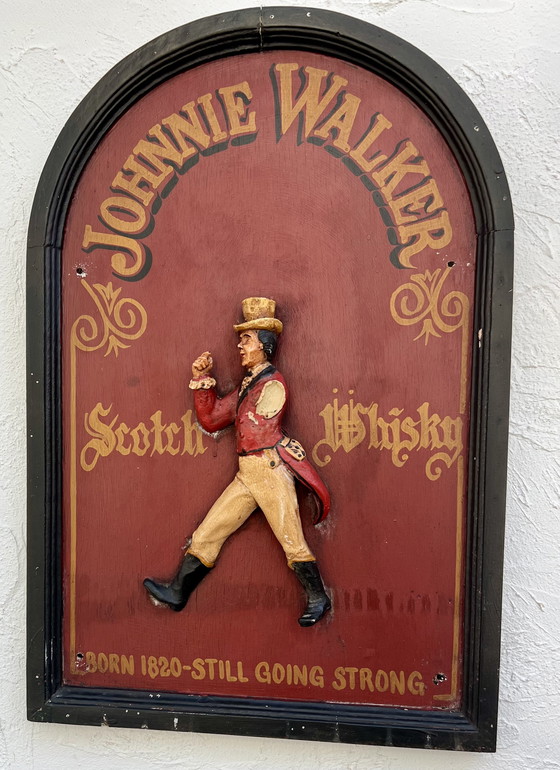 JOHNNIE WALKER
Scotch Whisky
BORN 1820-STILL GOING STRONG